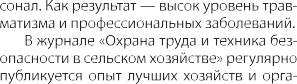 сонал. Как результат — высок уровень трав-
матизма и профессиональных заболеваний.
В журнале «Охрана труда и техника без-
опасности в сельском хозяйстве» регулярно
публикуется опыт лучших хозяйств и орга-